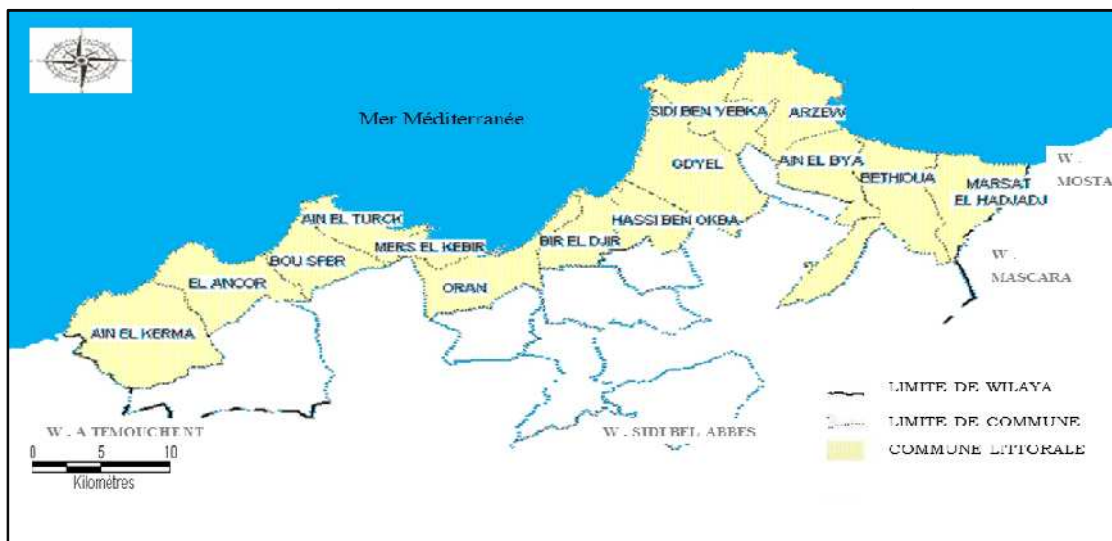 Mer Méditerranée
SIDI BEN YEBKA
ARZEW
GDYEL
AIN EL BYA
BETHIOUA
MARSAT
EL HADJADJ
W.
MOSTA
AIN EL TURCK
HASSI BEN OKBA
MERS EL KEBIR
BIR EL DJIR
BOU SFER
W.
MASCARA
EL ANCOR
ORAN
AIN EL KERMA
LIMITE DE WILAYA
LIMITE DE COMMUNE
COMMUNE LITTORALE
W. A TEMOUCHENT
W. SIDI BEL ABBES
0 5 10
Kilométres